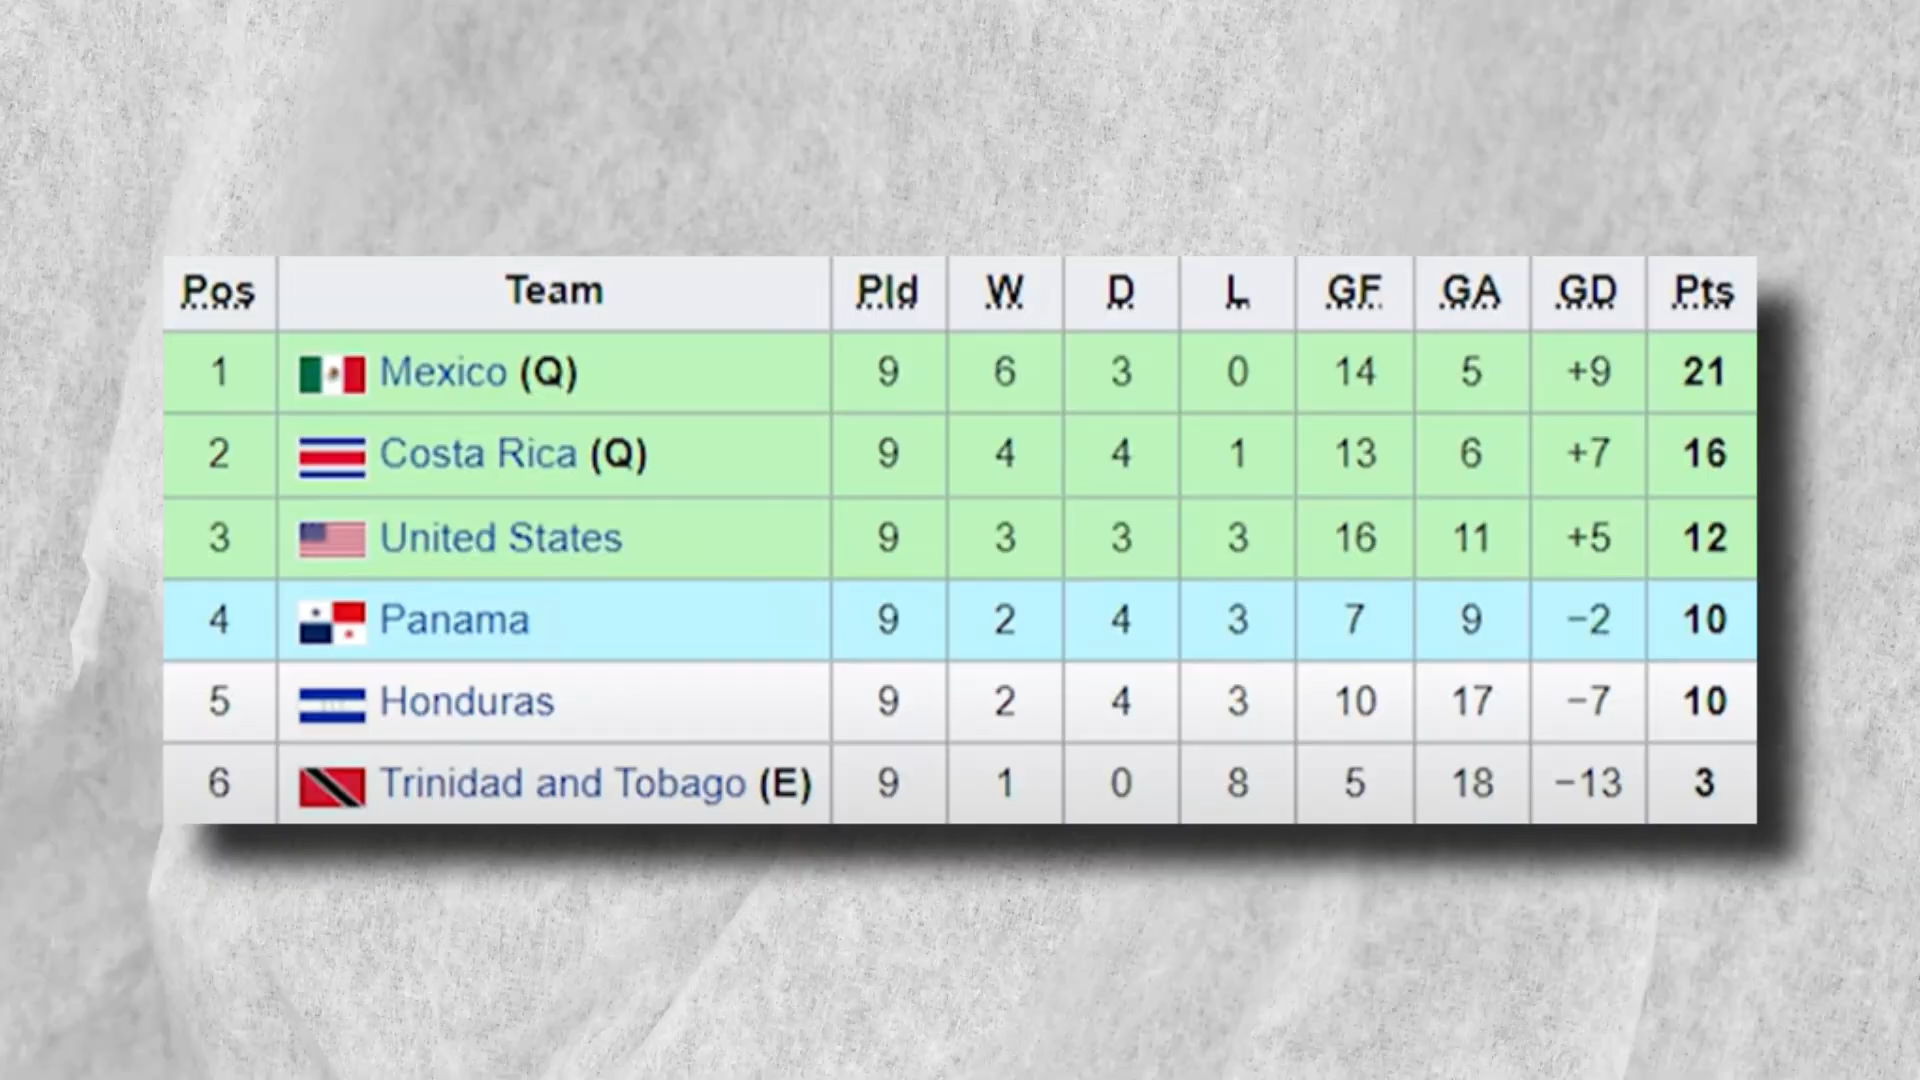 Pos Team Pld W D L GF GA GD Pts
1 Mexico (Q) 9 6 3 0 14 5 +9 21
2 Costa Rica (Q) 9 4 4 1 13 6 +7 16
3 United States 9 3 3 3 16 11 +5 12
4 Panama 9 2 4 3 7 9 −2 10
5 Honduras 9 2 4 3 10 17 −7 10
6 Trinidad and Tobago (E) 9 1 0 8 5 18 −13 3